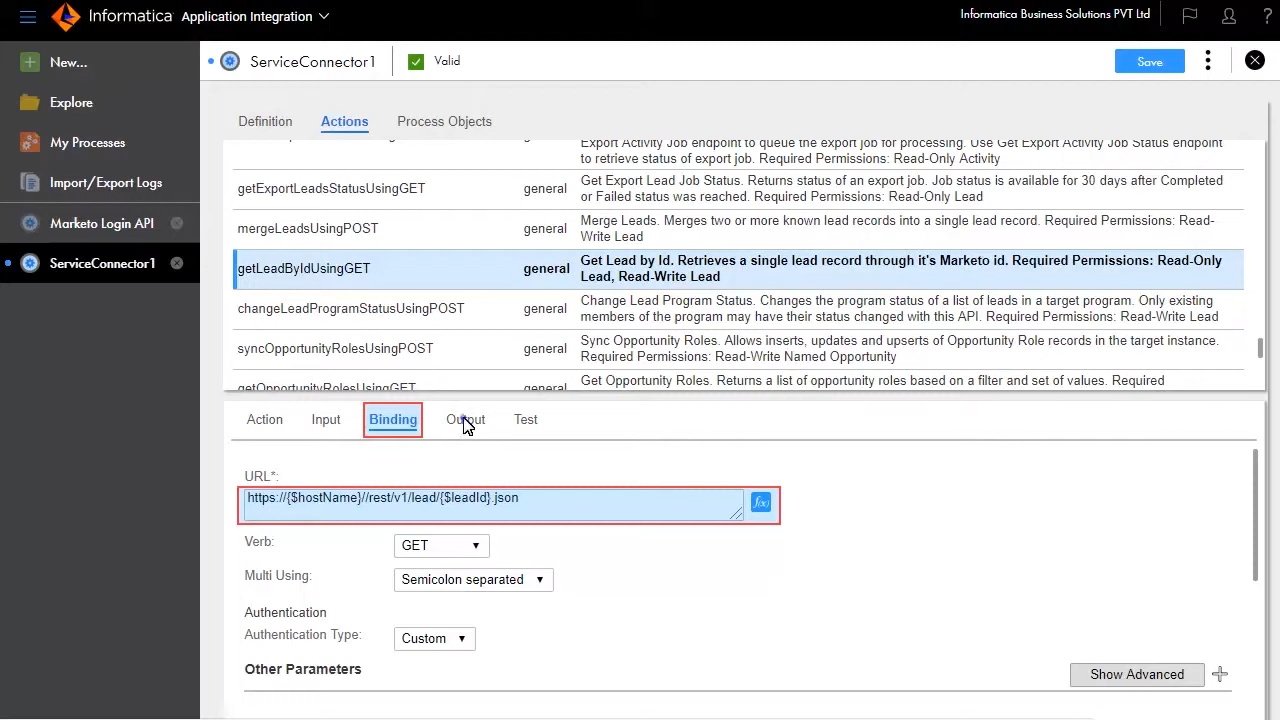 Informatica Application Integration
Informatica Business Solutions PVT Ltd
?
New...
Explore
My Processes
Import/Export Logs
Marketo Login API
ServiceConnector1
ServiceConnector1
Valid
Save
Definition Actions Process Objects
Export Activity Job endpoint to queue the export job for processing. Use Get Export Activity Job Status endpoint
to retrieve status of export job. Required Permissions: Read-Only Activity
getExportLeadsStatusUsingGET general Get Export Lead Job Status. Returns status of an export job. Job status is available for 30 days after Completed
or Failed status was reached. Required Permissions: Read-Only Lead
mergeLeadsUsingPOST general Merge Leads. Merges two or more known lead records into a single lead record. Required Permissions: Read-
Write Lead
getLeadByIdUsingGET general Get Lead by Id. Retrieves a single lead record through it's Marketo id. Required Permissions: Read-Only
Lead, Read-Write Lead
changeLeadProgramStatusUsingPOST general Change Lead Program Status. Changes the program status of a list of leads in a target program. Only existing
members of the program may have their status changed with this API. Required Permissions: Read-Write Lead
syncOpportunityRolesUsingPOST general Sync Opportunity Roles. Allows inserts, updates and upserts of Opportunity Role records in the target instance.
Required Permissions: Read-Write Named Opportunity
getOpportunityRolesUsingGET general Get Opportunity Roles. Returns a list of opportunity roles based on a filter and set of values. Required
Action Input Binding Output Test
URL*:
https://{$hostName}//rest/v1/lead/{$leadId}.json
f(x)
Verb: GET
Multi Using: Semicolon separated
Authentication
Authentication Type: Custom
Other Parameters
Show Advanced